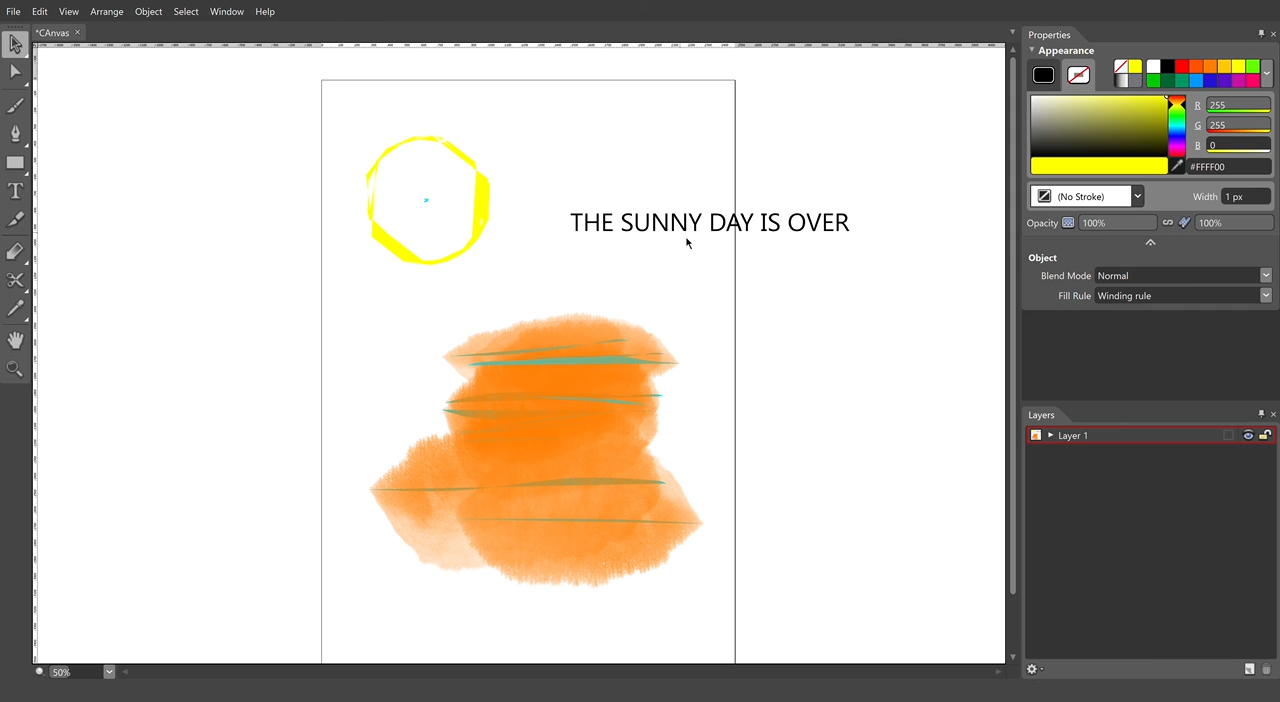 File Edit View Arrange Object Select Window Help
*CAnvas ×
Properties
Appearance
R 255
G 255
B 0
#FFFF00
(No Stroke) Width 1 px
Opacity 100% 100%
Object
Blend Mode Normal
Fill Rule Winding rule
THE SUNNY DAY IS OVER
Layers
Layer 1
50%